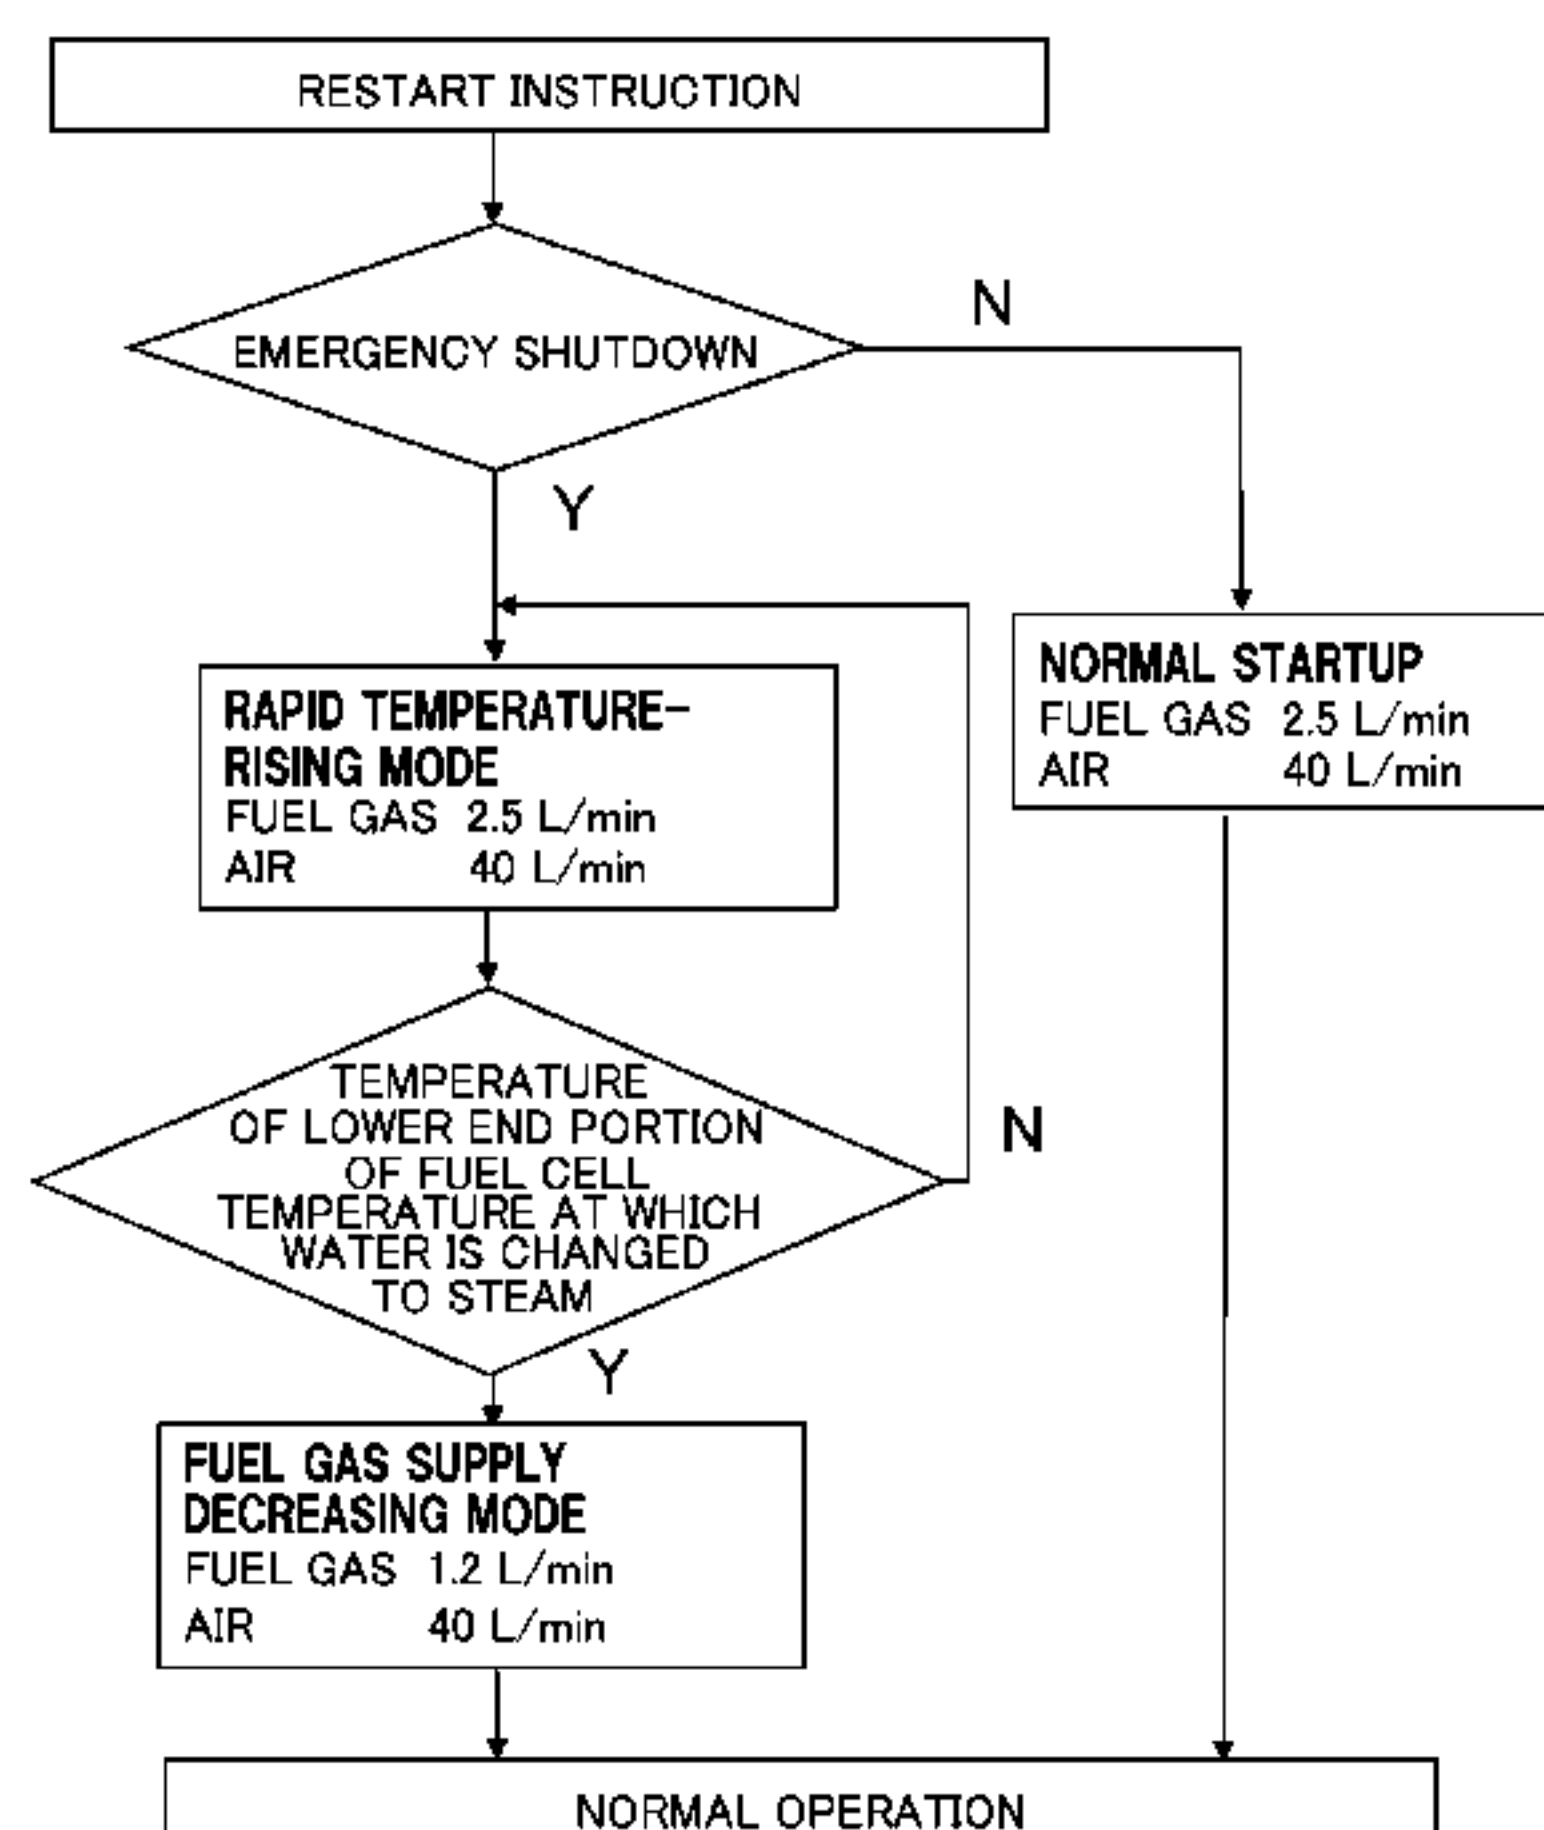 RESTART INSTRUCTION
EMERGENCY SHUTDOWN
N
Y
NORMAL STARTUP
FUEL GAS 2.5 L/min
AIR 40 L/min
RAPID TEMPERATURE-
RISING MODE
FUEL GAS 2.5 L/min
AIR 40 L/min
TEMPERATURE
OF LOWER END PORTION
OF FUEL CELL
TEMPERATURE AT WHICH
WATER IS CHANGED
TO STEAM
N
Y
FUEL GAS SUPPLY
DECREASING MODE
FUEL GAS 1.2 L/min
AIR 40 L/min
NORMAL OPERATION